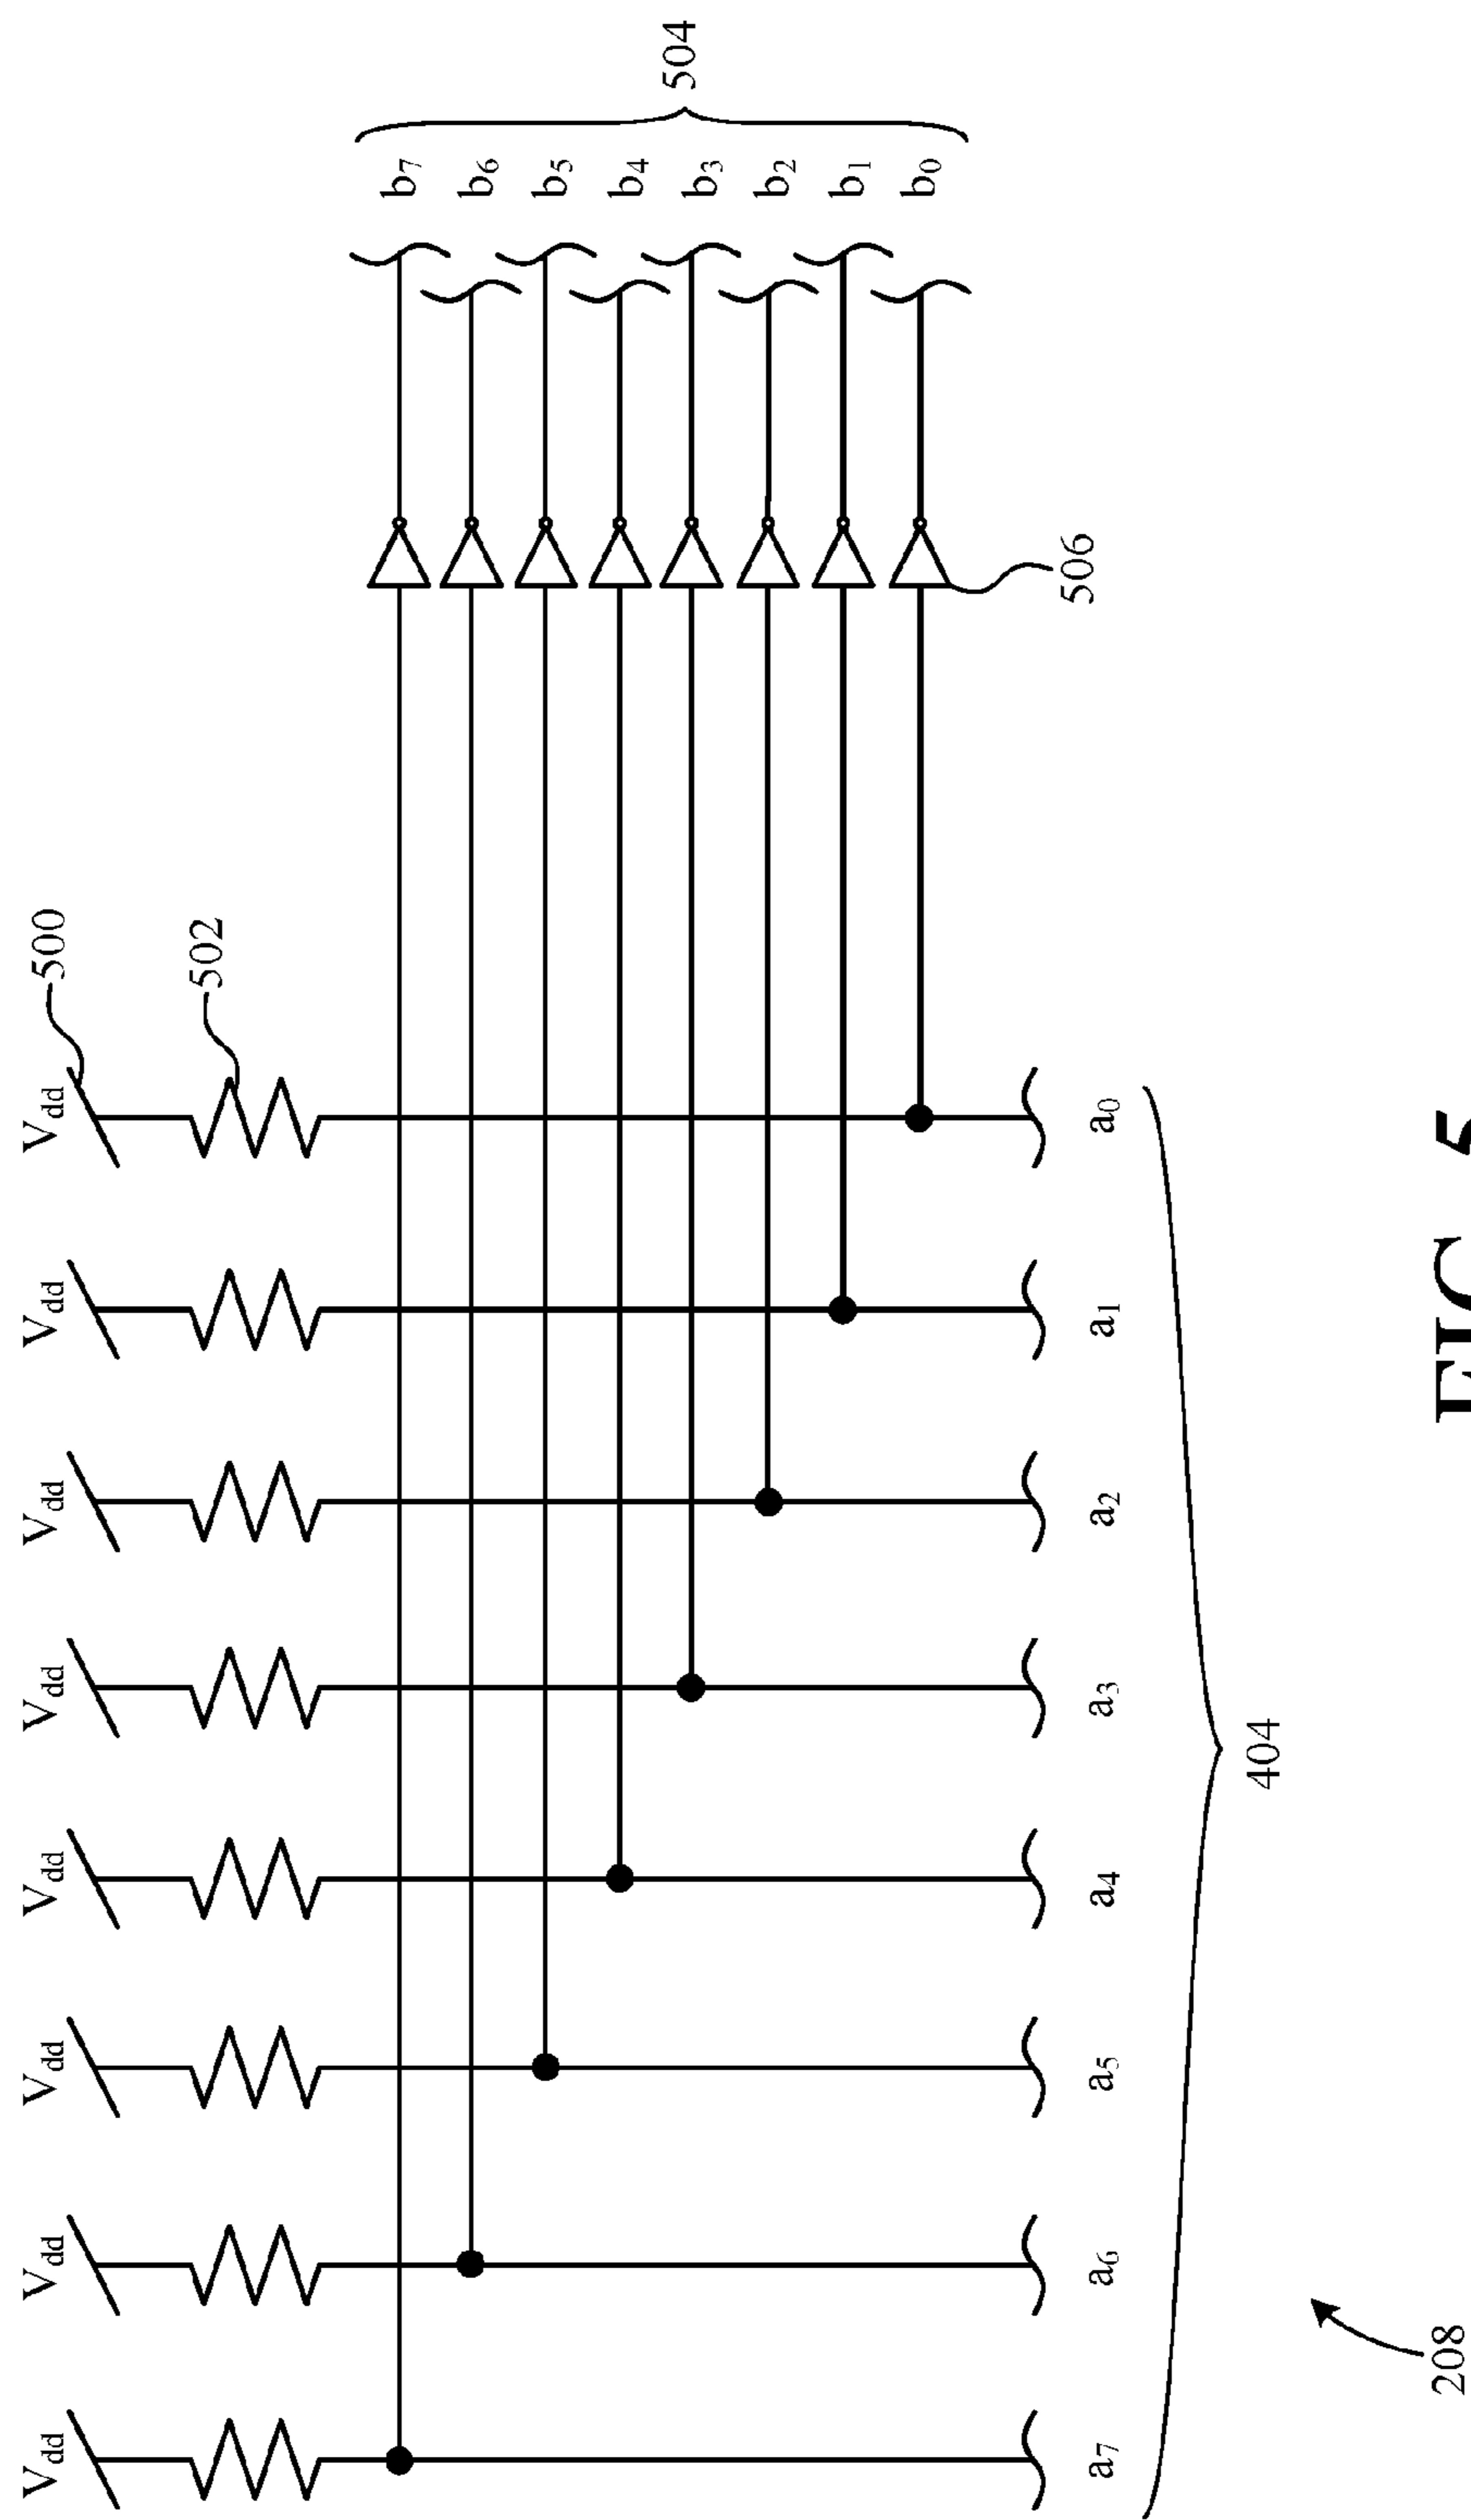 Vdd Vdd Vdd Vdd Vdd Vdd Vdd Vdd 500
502
b7
b6
b5
b4
b3
b2
b1
b0
504
506
a7 a6 a5 a4 a3 a2 a1 a0
404
208
FIG 5